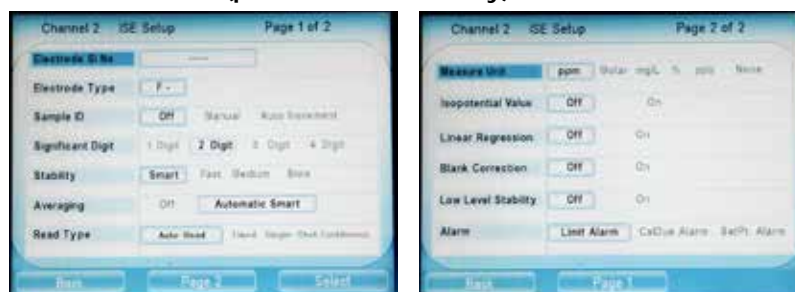 Channel 2 ISE Setup Page 1 of 2
Electrode Sl No -----
Electrode Type F -
Sample ID Off Manual Auto Increment
Significant Digit 1 Digit 2 Digit 3 Digit 4 Digit
Stability Smart Fast Medium Slow
Averaging Off Automatic Smart
Read Type Auto Read Timed Single Shot Continuous
Back Page 2 Select
Channel 2 ISE Setup Page 2 of 2
Measure Unit ppm Molar mg/L % ppb None
Isopotential Value Off On
Linear Regression Off On
Blank Correction Off On
Low Level Stability Off On
Alarm Limit Alarm CalDue Alarm SetPt. Alarm
Back Page 1